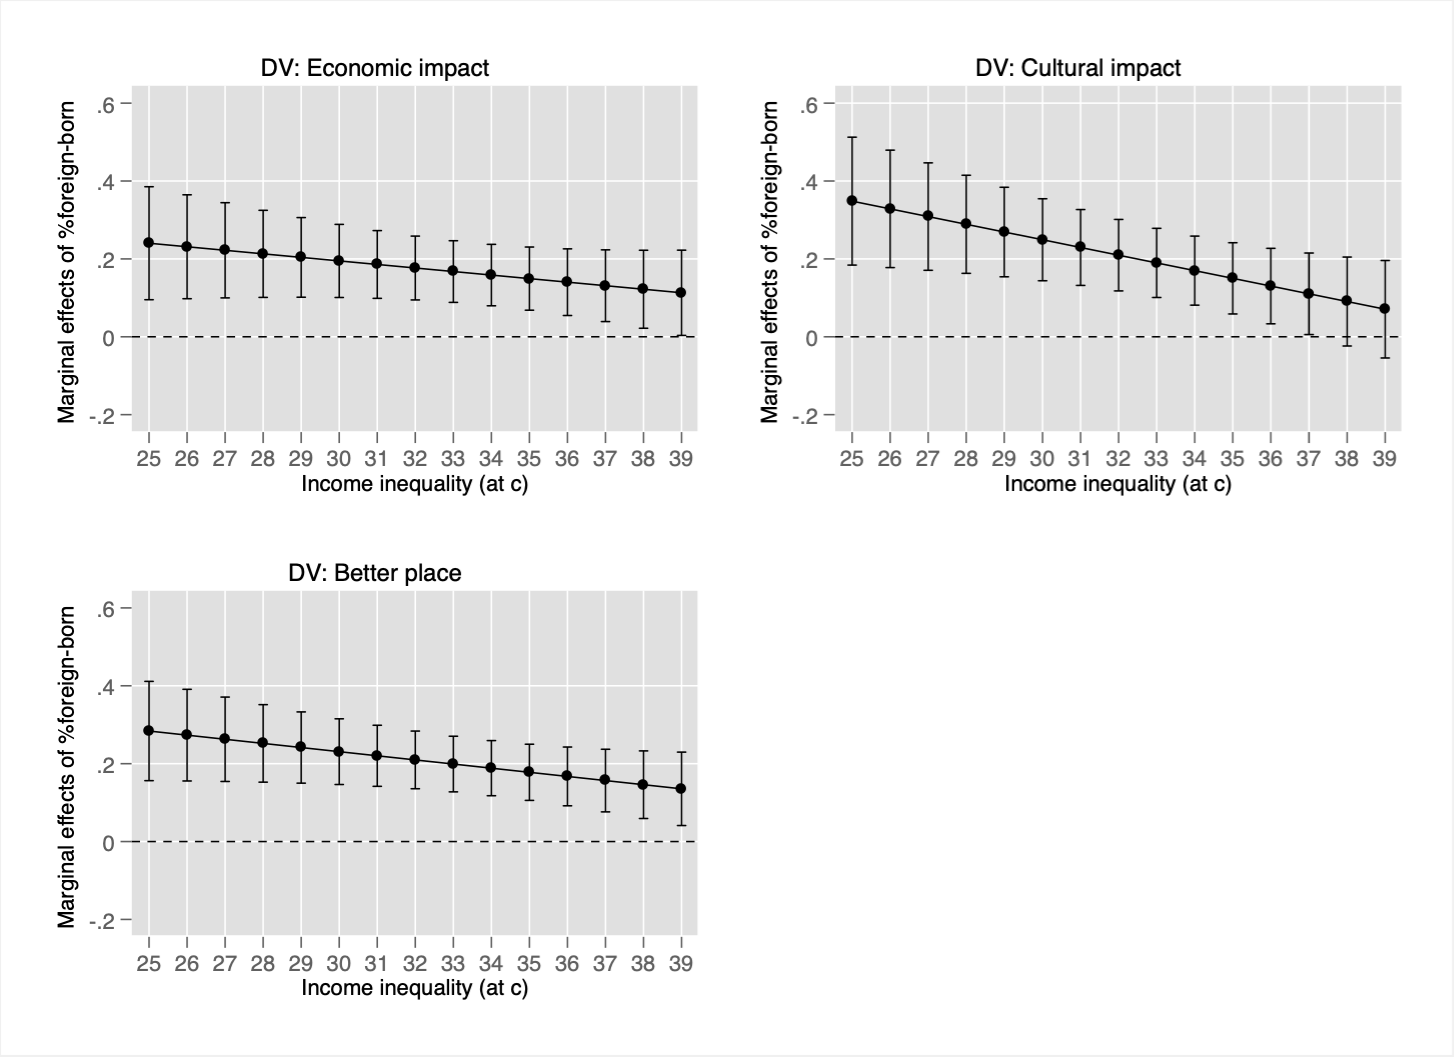 DV: Economic impact
Marginal effects of %foreign-born
.6
.4
.2
0
-.2
25 26 27 28 29 30 31 32 33 34 35 36 37 38 39
Income inequality (at c)
DV: Cultural impact
Marginal effects of %foreign-born
.6
.4
.2
0
-.2
25 26 27 28 29 30 31 32 33 34 35 36 37 38 39
Income inequality (at c)
DV: Better place
Marginal effects of %foreign-born
.6
.4
.2
0
-.2
25 26 27 28 29 30 31 32 33 34 35 36 37 38 39
Income inequality (at c)